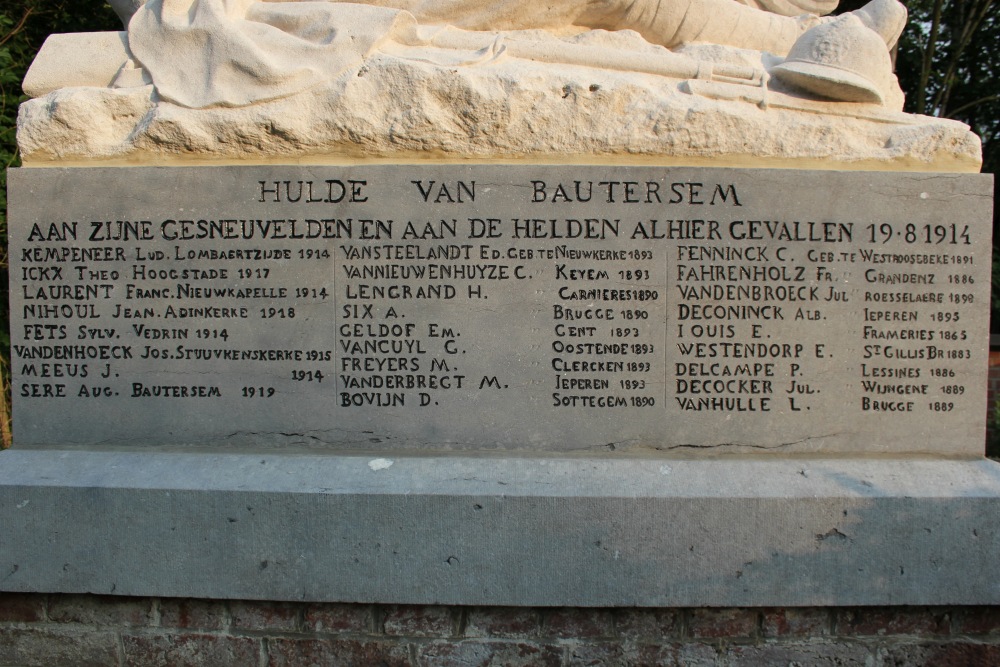 HULDE VAN BAUTERSEM
AAN ZIJNE GESNEUVELDEN EN AAN DE HELDEN ALHIER GEVALLEN 19·8·1914
KEMPENEER LUD. LOMBAERTZIJDE 1914
ICKX THEO HOOGSTADE 1917
LAURENT FRANC. NIEUWKAPELLE 1914
NIHOUL JEAN. ADINKERKE 1918
FETS SYLV. VEDRIN 1914
VANDENHOECK JOS. STUIVKENSKERKE 1915
MEEUS J. 1914
SERE AUG. BAUTERSEM 1919
VANSTEELANDT ED. GEB TE NIEUWKERKE 1893
VANNIEUWENHUYZE C. " KEYEM 1893
LENGRAND H. " CARNIERES 1890
SIX A. " BRUGGE 1890
GELDOF EM. " GENT 1893
VANCUYL G. " OOSTENDE 1893
FREYERS M. " CLERCKEN 1893
VANDERBREGT M. " IEPEREN 1893
BOVIJN D. " SOTTEGEM 1890
FENNINCK C. GEB. TE WESTROOSEBEKE 1891
FAHRENHOLZ FR. " GRANDENZ 1886
VANDENBROECK JUL " ROESSELAERE 1898
DECONINCK ALB. " IEPEREN 1895
LOUIS E. " FRAMERIES 1865
WESTENDORP E. " ST GILLIS BR 1883
DELCAMPE P. " LESSINES 1886
DECOCKER JUL. " WIJNGENE 1889
VANHULLE L. " BRUGGE 1889